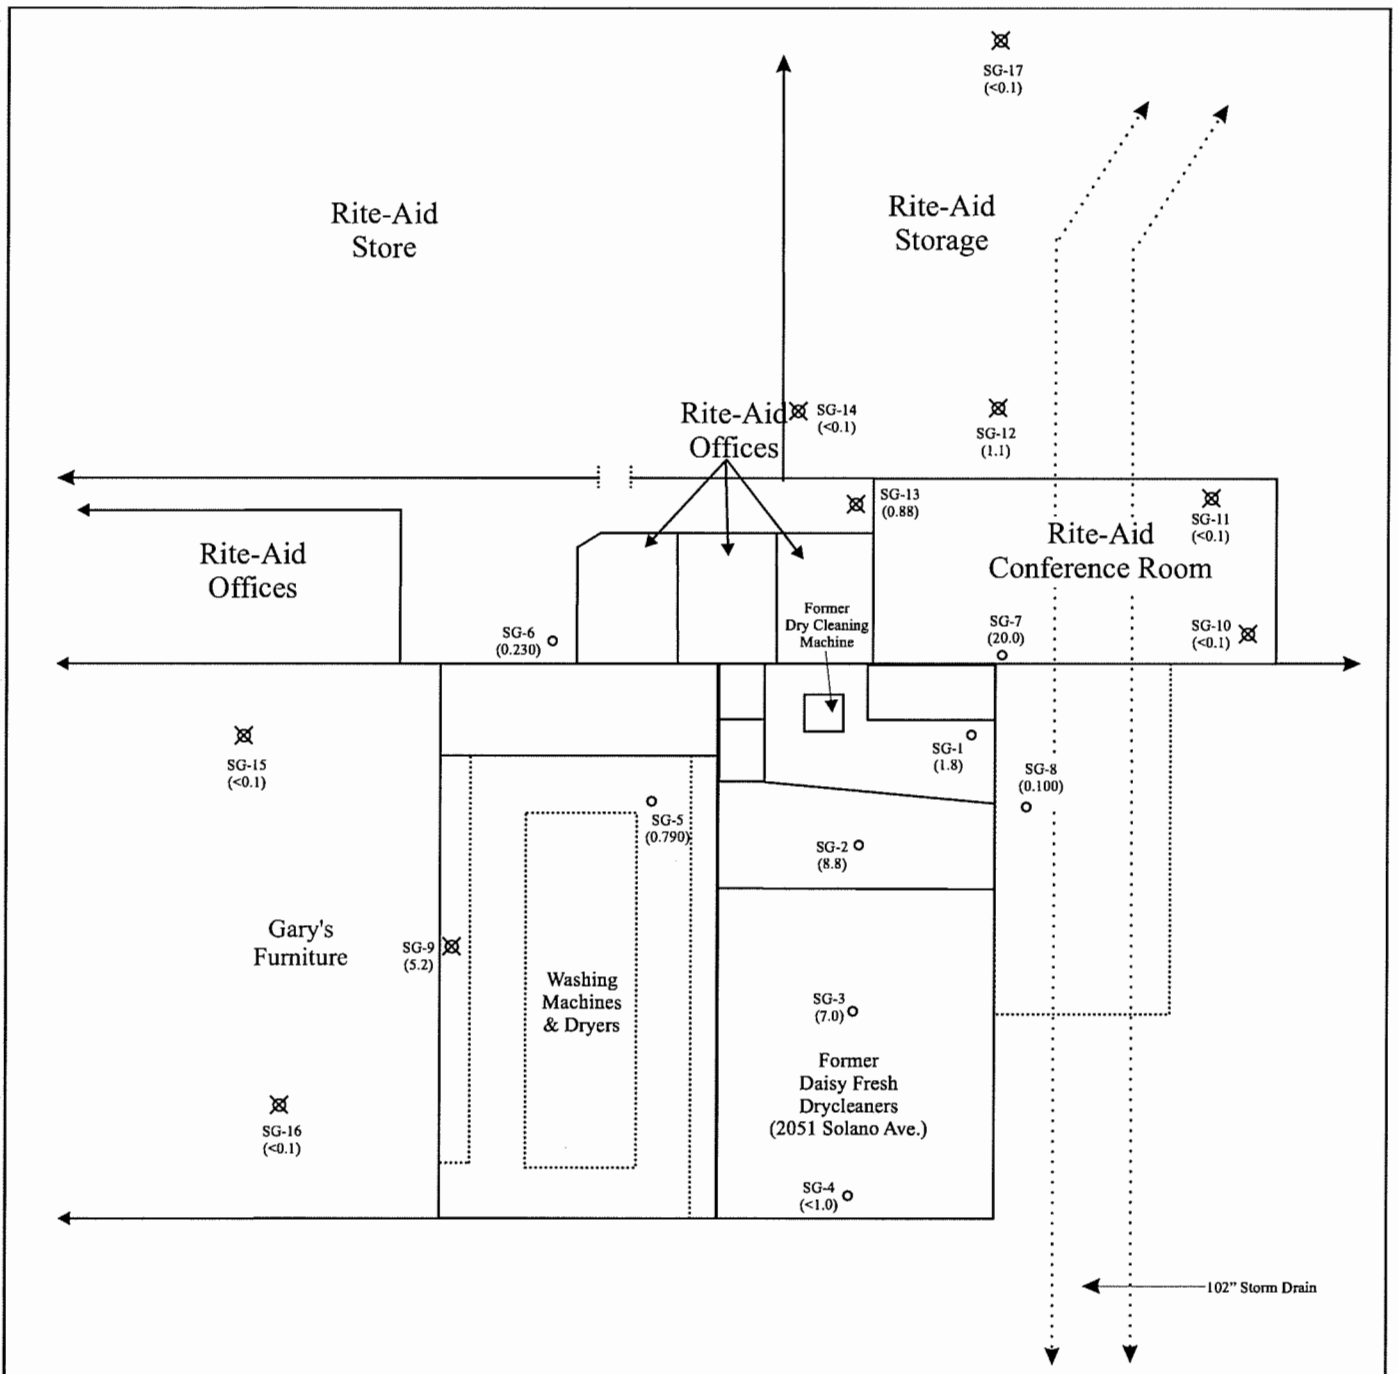 SG-17
(<0.1)
Rite-Aid
Store
Rite-Aid
Storage
Rite-Aid
Offices
SG-14
(<0.1)
SG-12
(1.1)
SG-13
(0.88)
SG-11
(<0.1)
Rite-Aid
Conference Room
Rite-Aid
Offices
SG-6
(0.230)
Former
Dry Cleaning
Machine
SG-7
(20.0)
SG-10
(<0.1)
SG-15
(<0.1)
SG-1
(1.8)
SG-8
(0.100)
SG-5
(0.790)
SG-2
(8.8)
Gary's
Furniture
SG-9
(5.2)
Washing
Machines
& Dryers
SG-3
(7.0)
Former
Daisy Fresh
Drycleaners
(2051 Solano Ave.)
SG-16
(<0.1)
SG-4
(<1.0)
102” Storm Drain